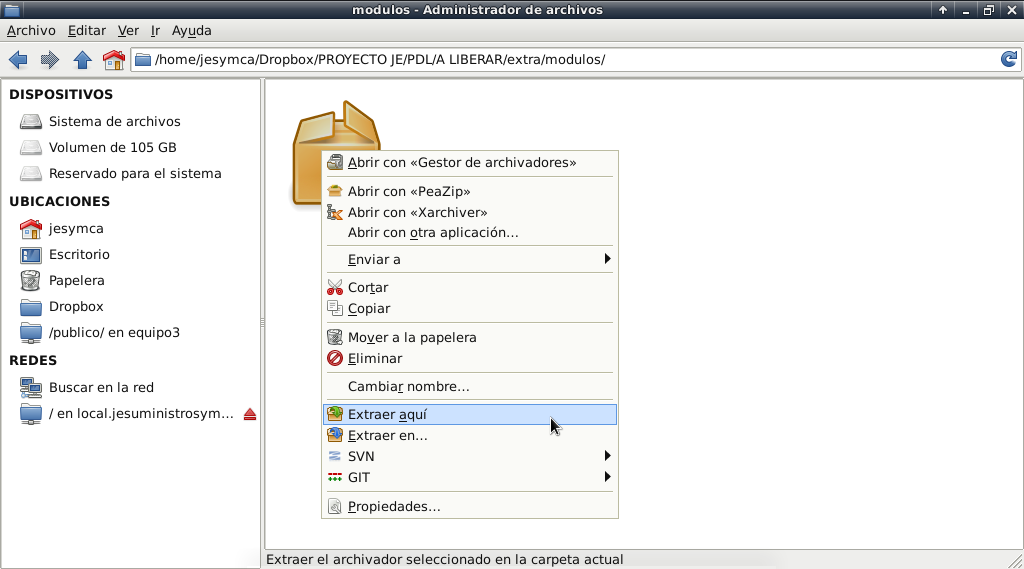 modulos - Administrador de archivos
Archivo Editar Ver Ir Ayuda
/home/jesymca/Dropbox/PROYECTO JE/PDL/A LIBERAR/extra/modulos/
DISPOSITIVOS
Sistema de archivos
Volumen de 105 GB
Reservado para el sistema
UBICACIONES
jesymca
Escritorio
Papelera
Dropbox
/publico/ en equipo3
REDES
Buscar en la red
/ en local.jesuministrosym...
Abrir con «Gestor de archivadores»
Abrir con «PeaZip»
Abrir con «Xarchiver»
Abrir con otra aplicación...
Enviar a
Cortar
Copiar
Mover a la papelera
Eliminar
Cambiar nombre...
Extraer aquí
Extraer en...
SVN
GIT
Propiedades...
Extraer el archivador seleccionado en la carpeta actual